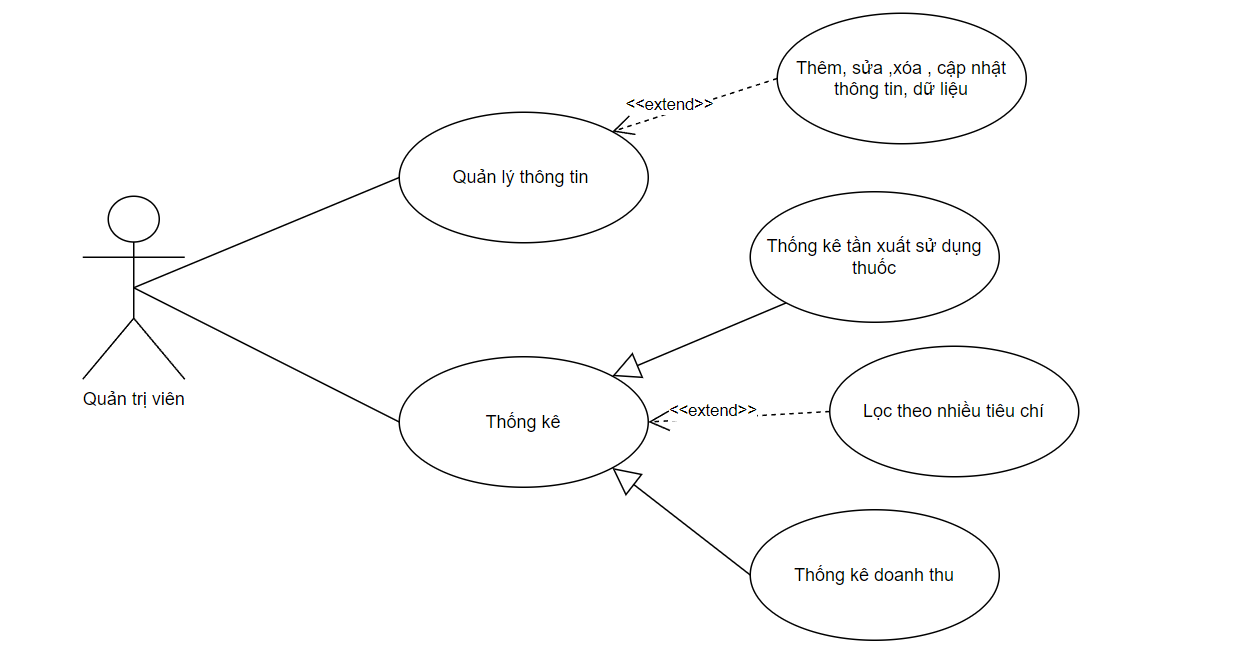 Thêm, sửa ,xóa , cập nhật
thông tin, dữ liệu
<<extend>>
Quản lý thông tin
Thống kê tần xuất sử dụng
thuốc
Quản trị viên
<<extend>>
Lọc theo nhiều tiêu chí
Thống kê
Thống kê doanh thu